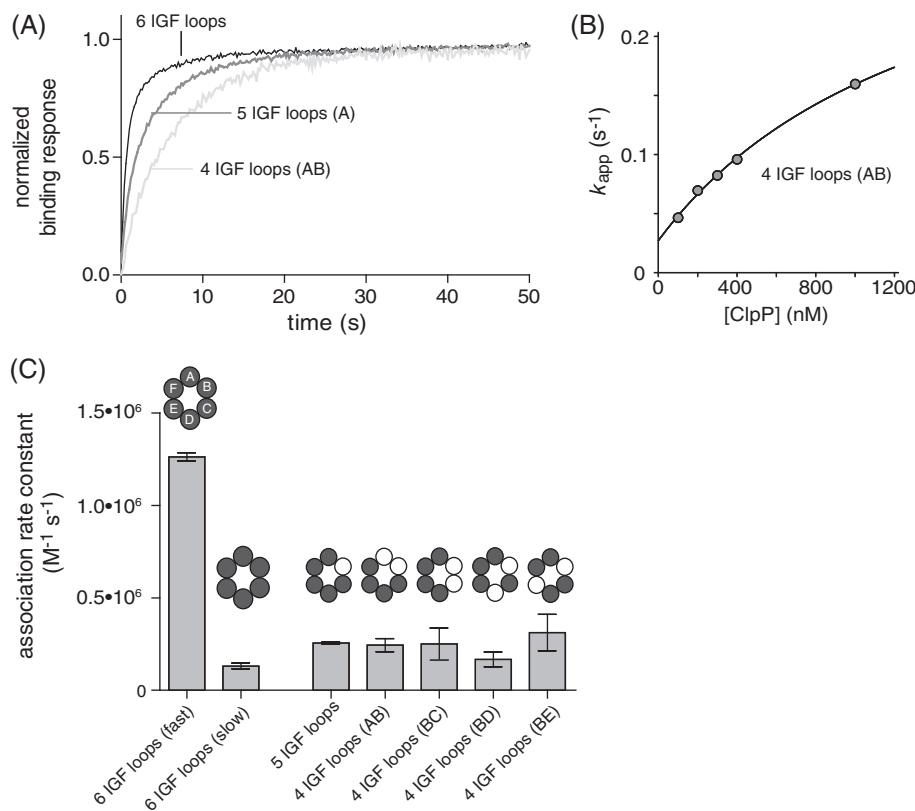 (A)
6 IGF loops
1.0
0.5
0.0
normalized
binding response
5 IGF loops (A)
4 IGF loops (AB)
0 10 20 30 40 50
time (s)
(B)
0.2
0.1
0
kapp (s-1)
4 IGF loops (AB)
0 400 800 1200
[ClpP] (nM)
(C)
A
F B
E C
D
1.5•10⁶
1.0•10⁶
0.5•10⁶
0
association rate constant
(M-1 s-1)
6 IGF loops (fast)
6 IGF loops (slow)
5 IGF loops
4 IGF loops (AB)
4 IGF loops (BC)
4 IGF loops (BD)
4 IGF loops (BE)